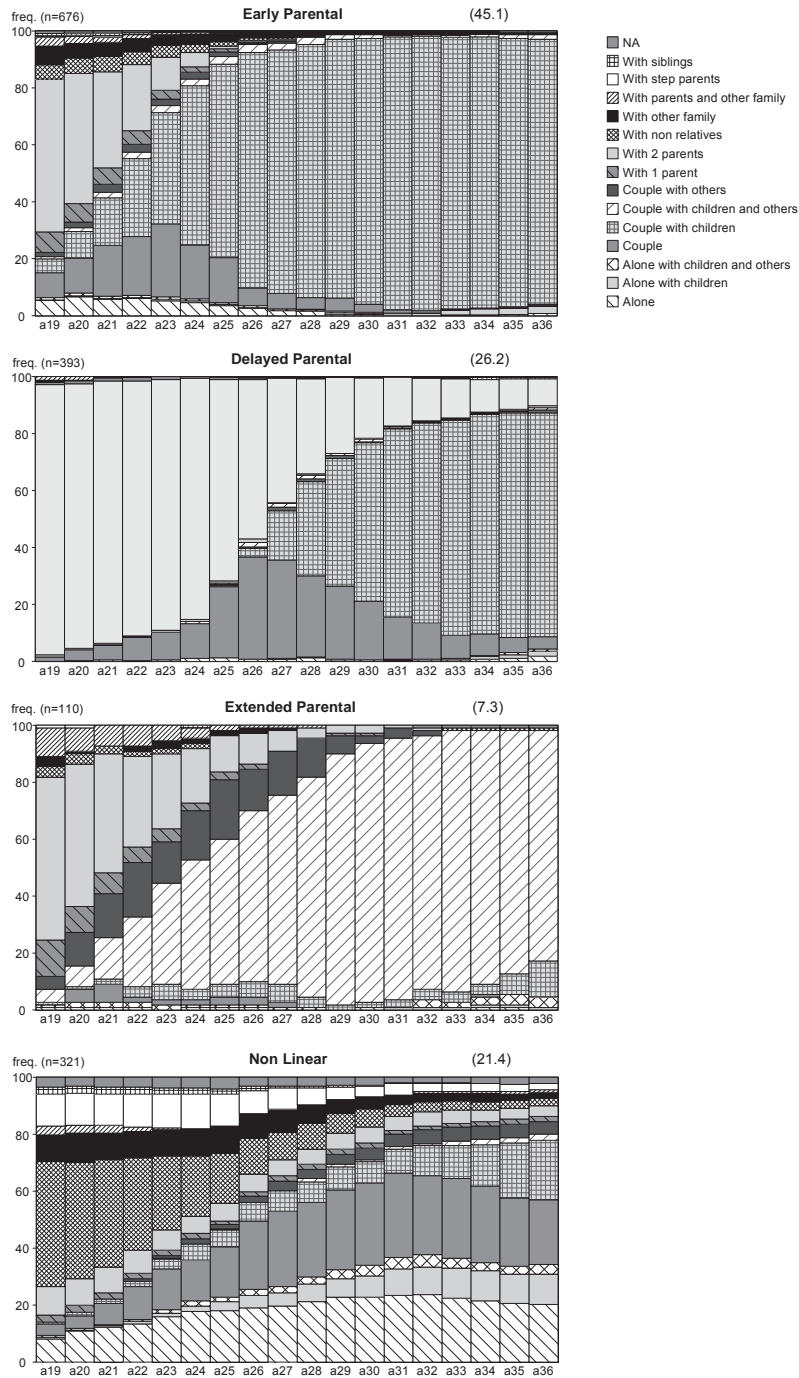 freq. (n=676) Early Parental (45.1)
100
80
60
40
20
0
a19 a20 a21 a22 a23 a24 a25 a26 a27 a28 a29 a30 a31 a32 a33 a34 a35 a36
NA
With siblings
With step parents
With parents and other family
With other family
With non relatives
With 2 parents
With 1 parent
Couple with others
Couple with children and others
Couple with children
Couple
Alone with children and others
Alone with children
Alone
freq. (n=393) Delayed Parental (26.2)
100
80
60
40
20
0
a19 a20 a21 a22 a23 a24 a25 a26 a27 a28 a29 a30 a31 a32 a33 a34 a35 a36
freq. (n=110) Extended Parental (7.3)
100
80
60
40
20
0
a19 a20 a21 a22 a23 a24 a25 a26 a27 a28 a29 a30 a31 a32 a33 a34 a35 a36
freq. (n=321) Non Linear (21.4)
100
80
60
40
20
0
a19 a20 a21 a22 a23 a24 a25 a26 a27 a28 a29 a30 a31 a32 a33 a34 a35 a36